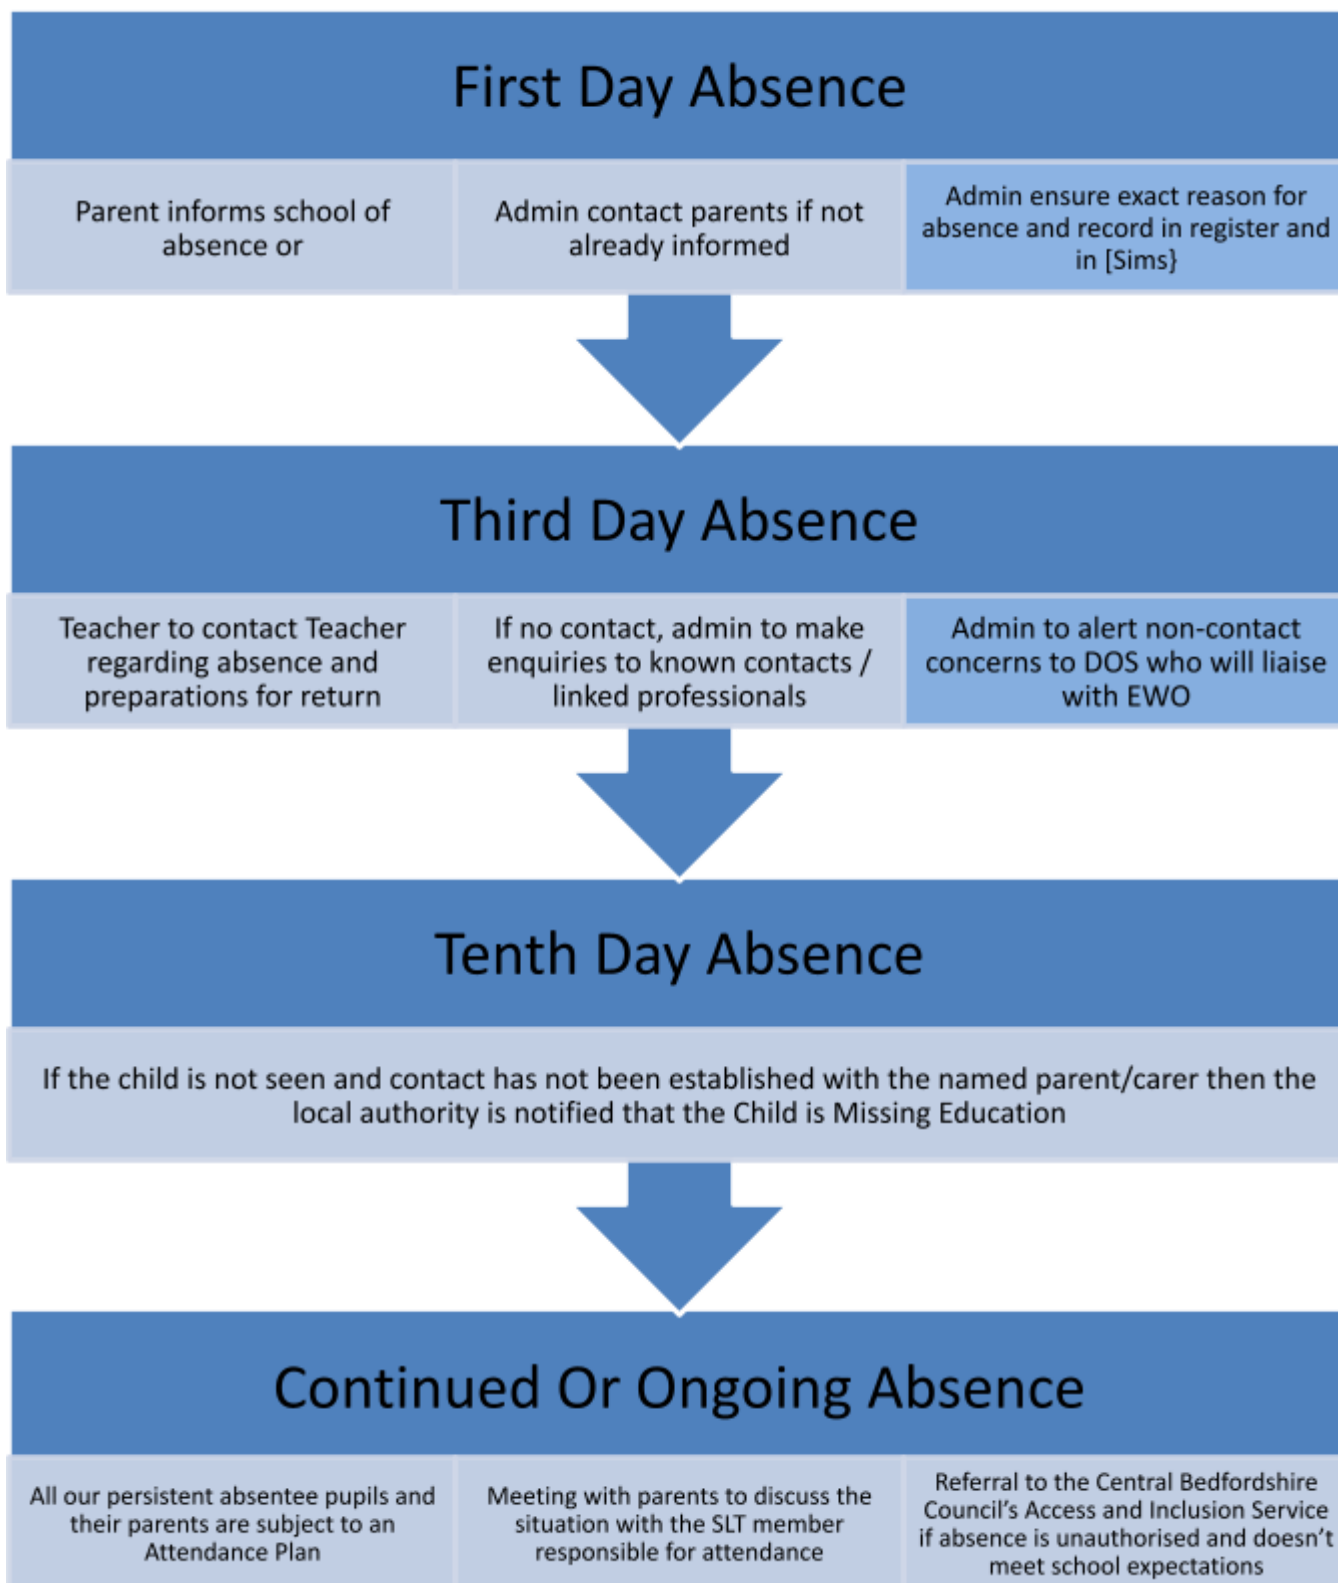 First Day Absence
Parent informs school of
absence or
Admin contact parents if not
already informed
Admin ensure exact reason for
absence and record in register and
in [Sims}
Third Day Absence
Teacher to contact Teacher
regarding absence and
preparations for return
If no contact, admin to make
enquiries to known contacts /
linked professionals
Admin to alert non-contact
concerns to DOS who will liaise
with EWO
Tenth Day Absence
If the child is not seen and contact has not been established with the named parent/carer then the
local authority is notified that the Child is Missing Education
Continued Or Ongoing Absence
All our persistent absentee pupils and
their parents are subject to an
Attendance Plan
Meeting with parents to discuss the
situation with the SLT member
responsible for attendance
Referral to the Central Bedfordshire
Council's Access and Inclusion Service
if absence is unauthorised and doesn't
meet school expectations